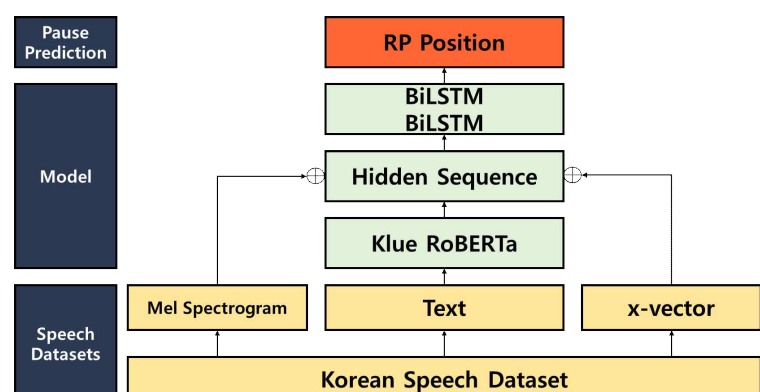 Pause
Prediction
RP Position
Model
BiLSTM
BiLSTM
Hidden Sequence
Klue RoBERTa
Speech
Datasets
Mel Spectrogram
Text
x-vector
Korean Speech Dataset